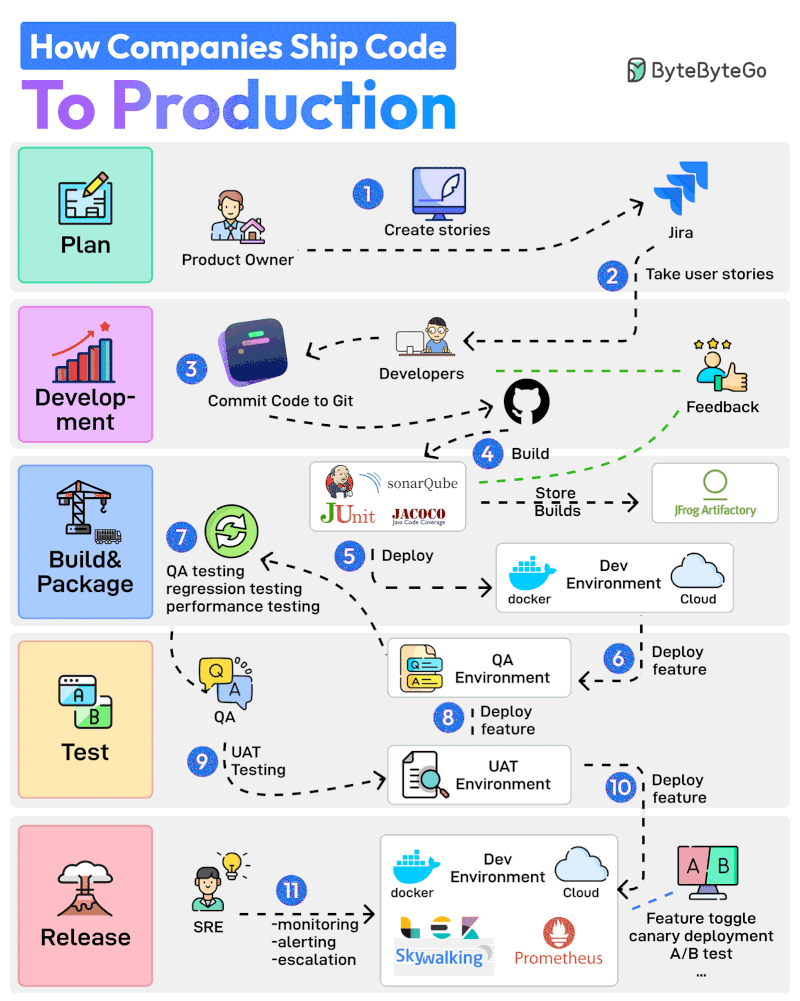 How Companies Ship Code
To Production
ByteByteGo
Plan
1
Create stories
Product Owner
Jira
2
Take user stories
Develop-
ment
3
Commit Code to Git
Developers
Feedback
4
Build
Build&
Package
sonarQube
JUnit
JACOCO
Java Code Coverage
Store
Builds
JFrog Artifactory
5
Deploy
docker
Dev
Environment
Cloud
7
QA testing
regression testing
performance testing
Test
A
B
Q
A
QA
Q
A
QA
Environment
6
Deploy
feature
8
Deploy
feature
9
UAT
Testing
UAT
Environment
10
Deploy
feature
Release
SRE
11
-monitoring
-alerting
-escalation
docker
Dev
Environment
Cloud
Skywalking
Prometheus
A B
Feature toggle
canary deployment
A/B test
...